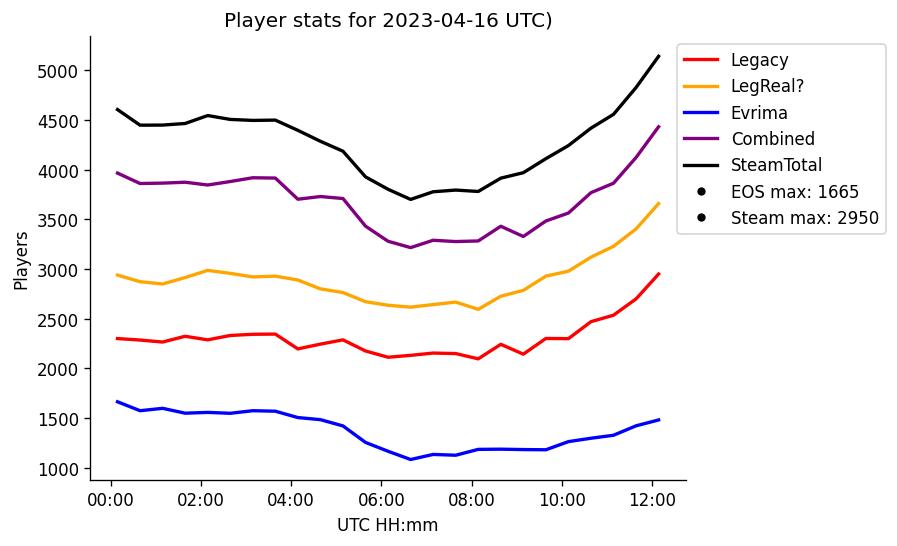 Player stats for 2023-04-16 UTC)
Legacy
LegReal?
Evrima
Combined
SteamTotal
EOS max: 1665
Steam max: 2950
Players
5000
4500
4000
3500
3000
2500
2000
1500
1000
00:00 02:00 04:00 06:00 08:00 10:00 12:00
UTC HH:mm